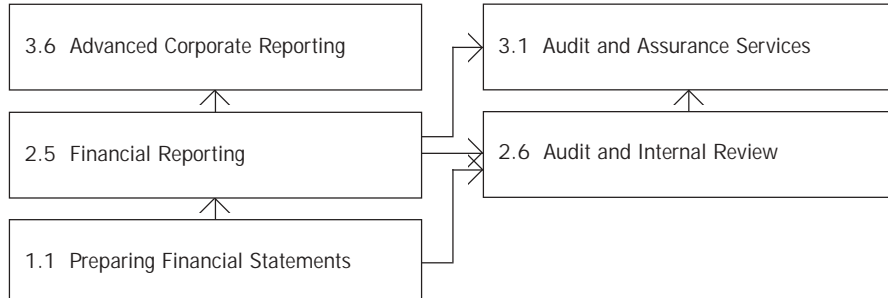 3.6 Advanced Corporate Reporting
3.1 Audit and Assurance Services
2.5 Financial Reporting
2.6 Audit and Internal Review
1.1 Preparing Financial Statements